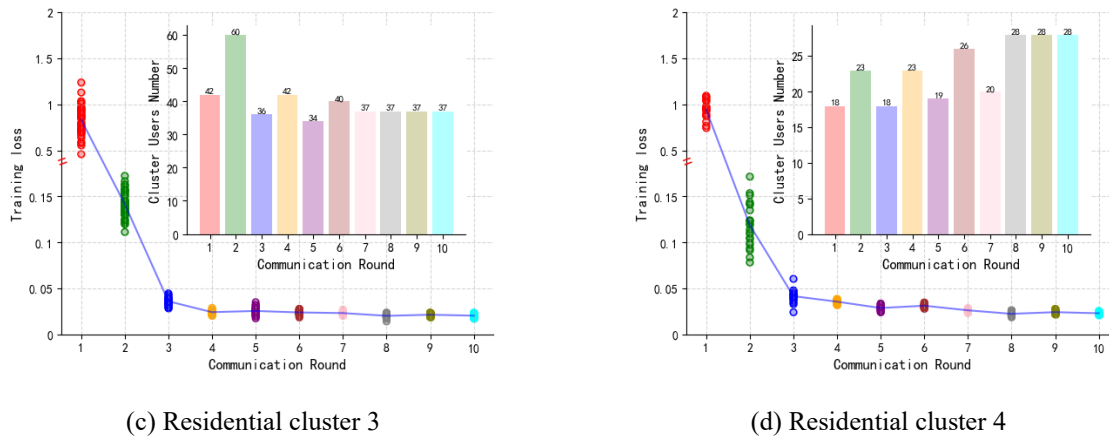 2
1.5
1
0.5
0.15
0.1
0.05
0
Training loss
1 2 3 4 5 6 7 8 9 10
Communication Round
60
50
40
30
20
10
0
Cluster Users Number
42 60 36 42 34 40 37 37 37 37
1 2 3 4 5 6 7 8 9 10
Communication Round
(c) Residential cluster 3
2
1.5
1
0.5
0.15
0.1
0.05
0
Training loss
1 2 3 4 5 6 7 8 9 10
Communication Round
25
20
15
10
5
0
Cluster Users Number
18 23 18 23 19 26 20 28 28 28
1 2 3 4 5 6 7 8 9 10
Communication Round
(d) Residential cluster 4